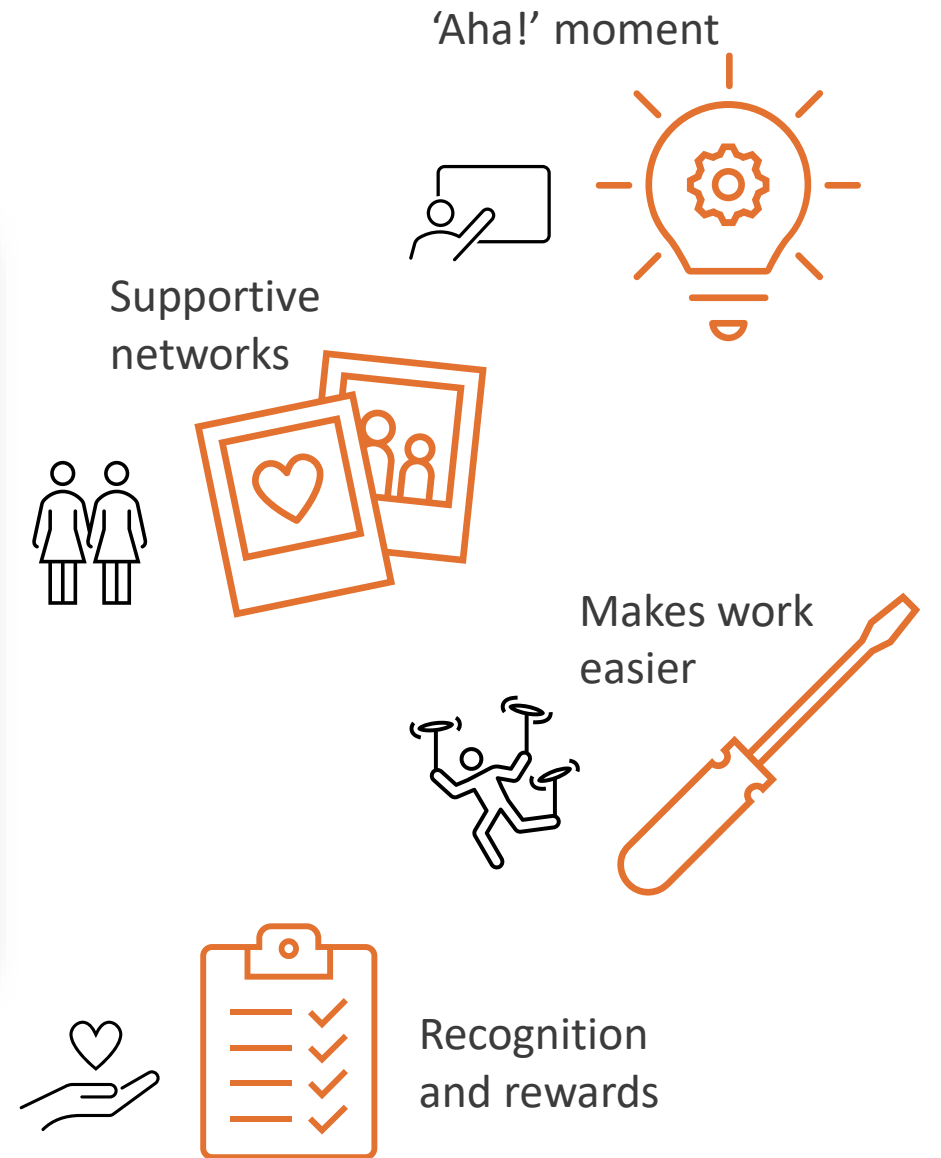 ‘Aha!’ moment
Supportive
networks
Makes work
easier
Recognition
and rewards